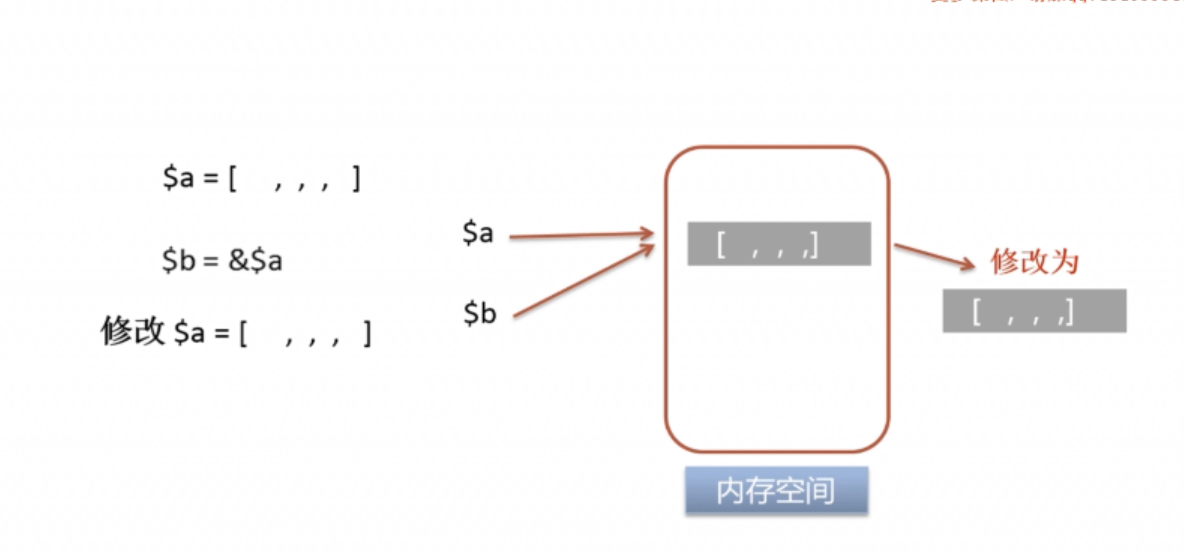 $a = [ , , , ]
$b = &$a
修改 $a = [ , , , ]
$a
$b
[ , , ,]
修改为
[ , , ,]
内存空间